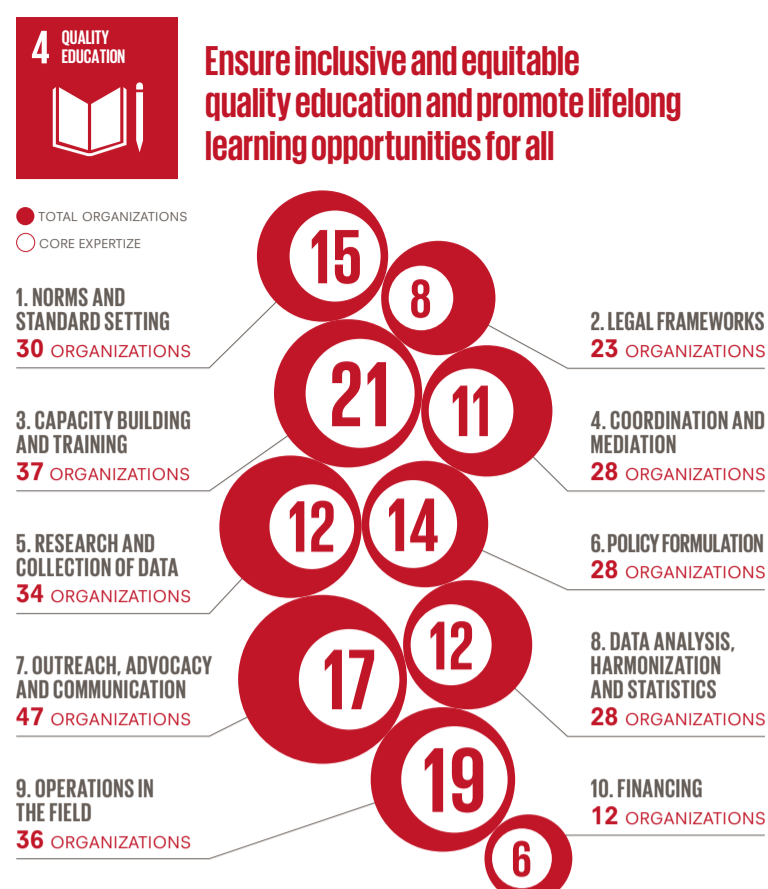 4 QUALITY
EDUCATION
Ensure inclusive and equitable
quality education and promote lifelong
learning opportunities for all
TOTAL ORGANIZATIONS
CORE EXPERTIZE
15
8
1. NORMS AND
STANDARD SETTING
30 ORGANIZATIONS
2. LEGAL FRAMEWORKS
23 ORGANIZATIONS
21
11
3. CAPACITY BUILDING
AND TRAINING
37 ORGANIZATIONS
4. COORDINATION AND
MEDIATION
28 ORGANIZATIONS
12
14
5. RESEARCH AND
COLLECTION OF DATA
34 ORGANIZATIONS
6. POLICY FORMULATION
28 ORGANIZATIONS
17
12
7. OUTREACH, ADVOCACY
AND COMMUNICATION
47 ORGANIZATIONS
8. DATA ANALYSIS,
HARMONIZATION
AND STATISTICS
28 ORGANIZATIONS
19
9. OPERATIONS IN
THE FIELD
36 ORGANIZATIONS
10. FINANCING
12 ORGANIZATIONS
6